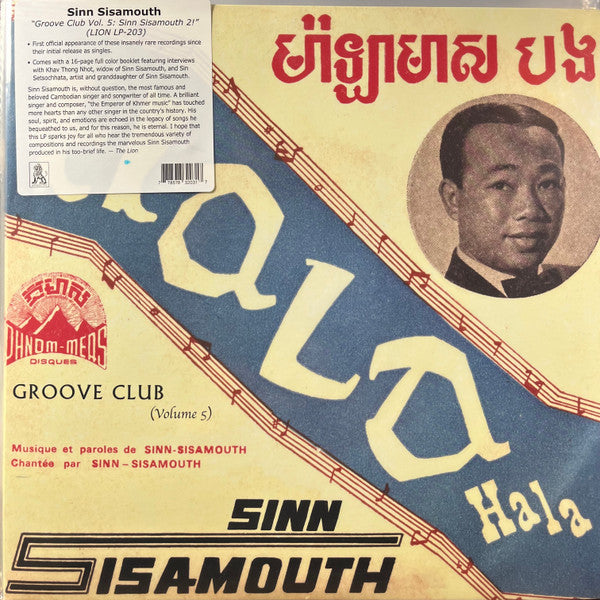 Sinn Sisamouth
"Groove Club Vol. 5: Sinn Sisamouth 2!"
(LION LP-203)
• First official appearance of these insanely rare recordings since
their initial release as singles.
• Comes with a 16-page full color booklet featuring interviews
with Khav Thong Nhot, widow of Sinn Sisamouth, and Sin
Setsochhata, artist and granddaughter of Sinn Sisamouth.
Sinn Sisamouth is, without question, the most famous and
beloved Cambodian singer and songwriter of all time. A brilliant
singer and composer, "the Emperor of Khmer music" has touched
more hearts than any other singer in the country's history. His
soul, spirit, and emotions are echoed in the legacy of songs he
bequeathed to us, and for this reason, he is eternal. I hope that
this LP sparks joy for all who hear the tremendous variety of
compositions and recordings the marvelous Sinn Sisamouth
produced in his too-brief life. — The Lion
ម៉ាឡាមាស បង
ALA
Hala
DISQUES
GROOVE CLUB
(Volume 5)
Musique et paroles de SINN-SISAMOUTH
Chantée par SINN-SISAMOUTH
SINN
SISAMOUTH